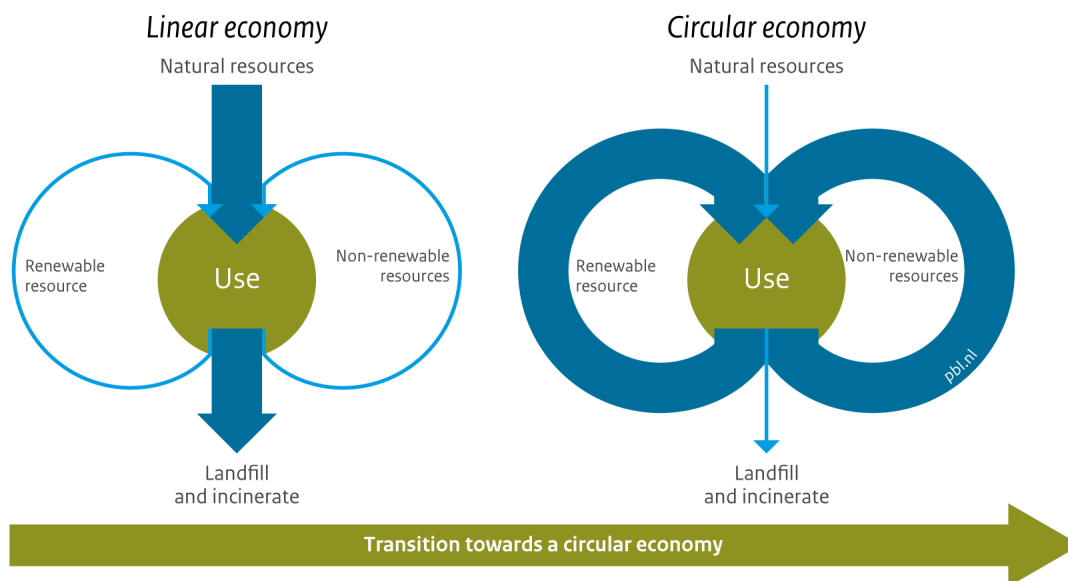 Linear economy
Natural resources
Renewable
resource
Use
Non-renewable
resources
Landfill
and incinerate
Circular economy
Natural resources
Renewable
resource
Use
Non-renewable
resources
pbl.nl
Landfill
and incinerate
Transition towards a circular economy